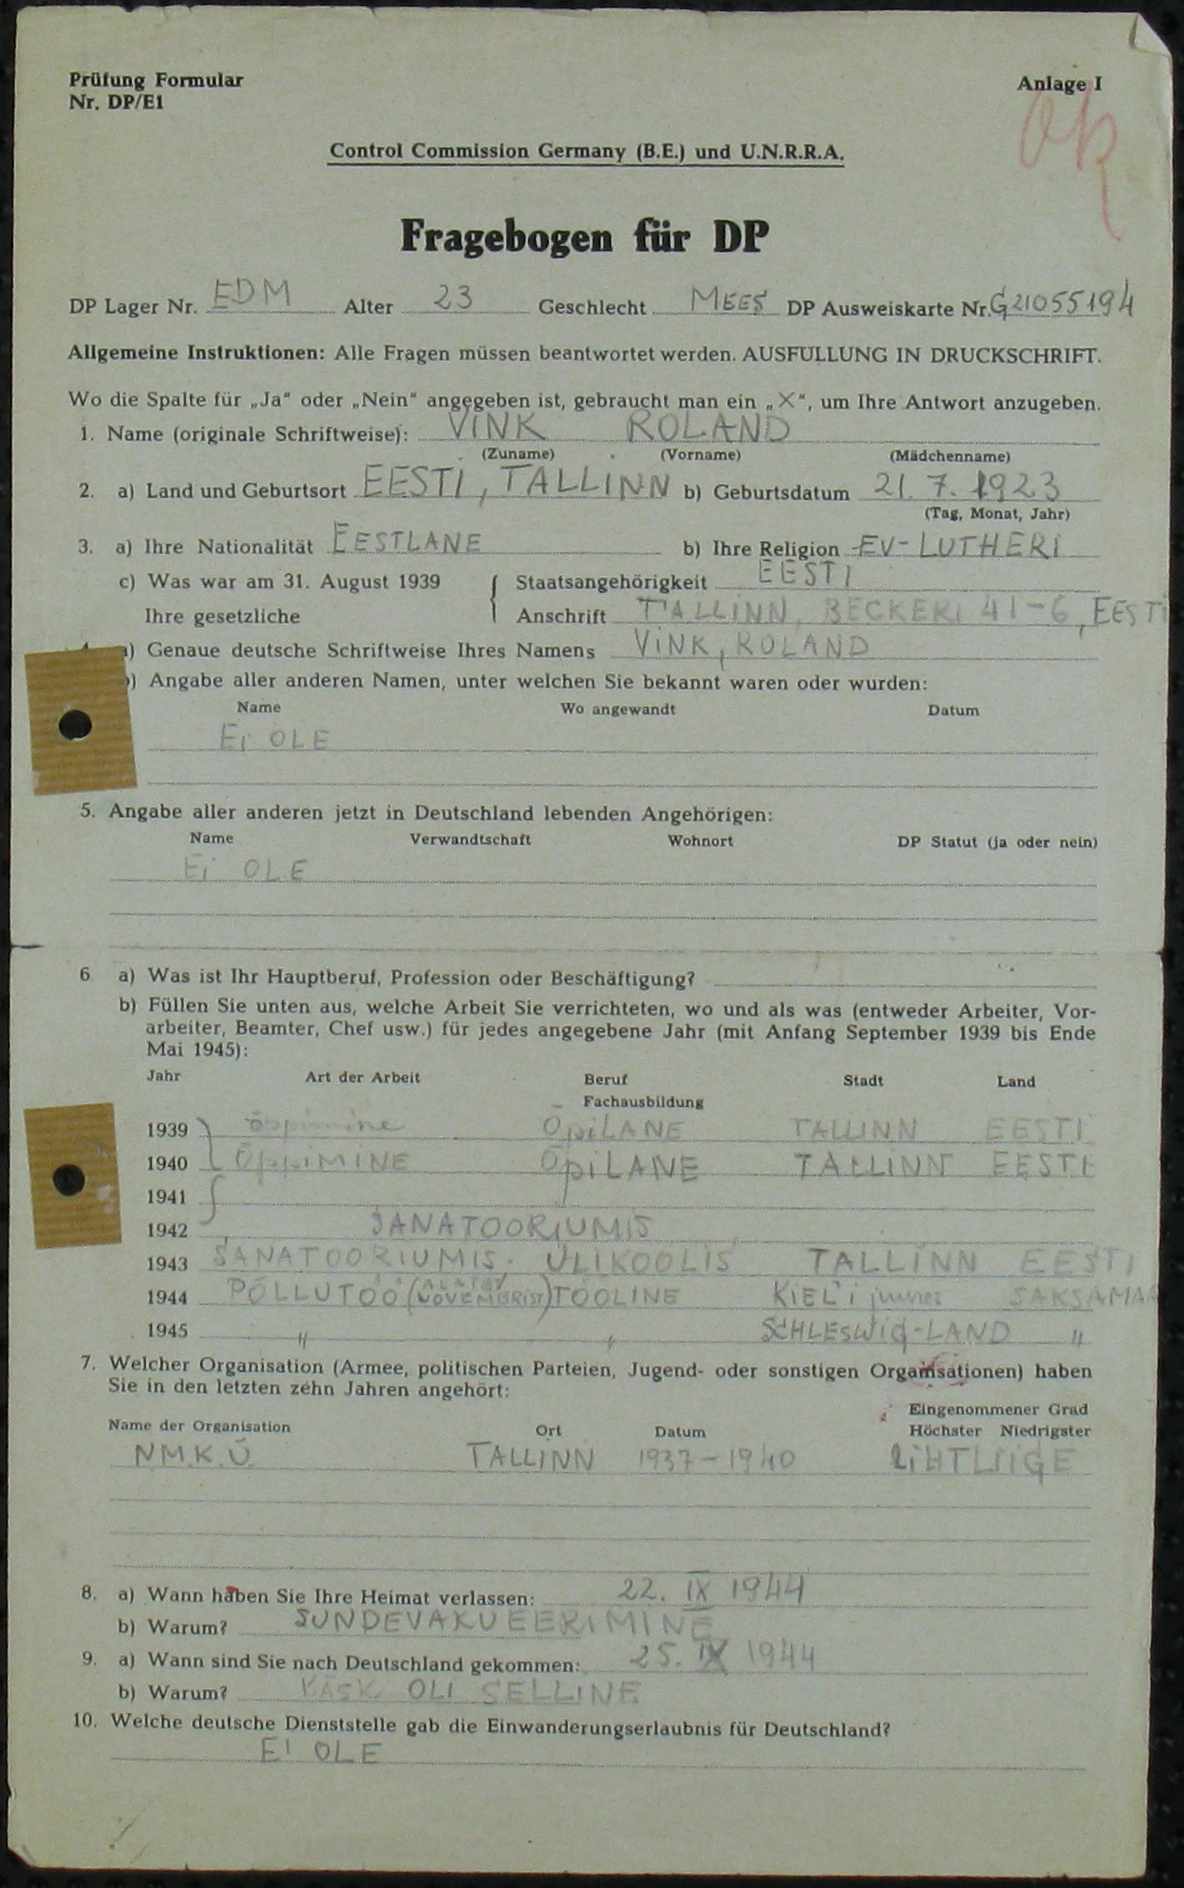 Prüfung Formular
Nr. DP/E1
Anlage I
ok
Control Commission Germany (B.E.) und U.N.R.R.A.
Fragebogen für DP
DP Lager Nr. EDM Alter 23 Geschlecht MEES DP Ausweiskarte Nr. G21055194
Allgemeine Instruktionen: Alle Fragen müssen beantwortet werden. AUSFÜLLUNG IN DRUCKSCHRIFT.
Wo die Spalte für „Ja" oder „Nein" angegeben ist, gebraucht man ein „X", um Ihre Antwort anzugeben.
1. Name (originale Schriftweise): VINK ROLAND
(Zuname) (Vorname) (Mädchenname)
2. a) Land und Geburtsort EESTI, TALLINN b) Geburtsdatum 21. 7. 1923
(Tag, Monat, Jahr)
3. a) Ihre Nationalität EESTLANE b) Ihre Religion EV-LUTHERI
c) Was war am 31. August 1939 { Staatsangehörigkeit EESTI
Ihre gesetzliche Anschrift TALLINN, BECKERI 41-6, EESTI
a) Genaue deutsche Schriftweise Ihres Namens VINK, ROLAND
b) Angabe aller anderen Namen, unter welchen Sie bekannt waren oder wurden:
Name Wo angewandt Datum
Ei OLE
5. Angabe aller anderen jetzt in Deutschland lebenden Angehörigen:
Name Verwandtschaft Wohnort DP Statut (ja oder nein)
Ei OLE
6 a) Was ist Ihr Hauptberuf, Profession oder Beschäftigung?
b) Füllen Sie unten aus, welche Arbeit Sie verrichteten, wo und als was (entweder Arbeiter, Vor-
arbeiter, Beamter, Chef usw.) für jedes angegebene Jahr (mit Anfang September 1939 bis Ende
Mai 1945):
Jahr Art der Arbeit Beruf Stadt Land
Fachausbildung
1939 Õppimine ÕpiLANE TALLINN EESTI
1940 ÕppIMINE ÕpiLANE TALLINN EESTI
1941
1942 SANATOORIUMIS
1943 SANATOORIUMIS. ÜLIKOOLIS TALLINN EESTI
1944 PÕLLUTÖÖ (ALATES NOVEMBRIST) TÖÖLINE KIEL'i juures SAKSAMAA
1945 " " SCHLESWIG-LAND "
7. Welcher Organisation (Armee, politischen Parteien, Jugend- oder sonstigen Organisationen) haben
Sie in den letzten zehn Jahren angehört:
Eingenommener Grad
Name der Organisation Ort Datum Höchster Niedrigster
N.M.K.Ü. TALLINN 1937-1940 LIHTLIIGE
8. a) Wann haben Sie Ihre Heimat verlassen: 22. IX 1944
b) Warum? SUNDEVAKUEERIMINE
9. a) Wann sind Sie nach Deutschland gekommen: 25. IX 1944
b) Warum? KÄSK OLI SELLINE
10. Welche deutsche Dienststelle gab die Einwanderungserlaubnis für Deutschland?
EI OLE